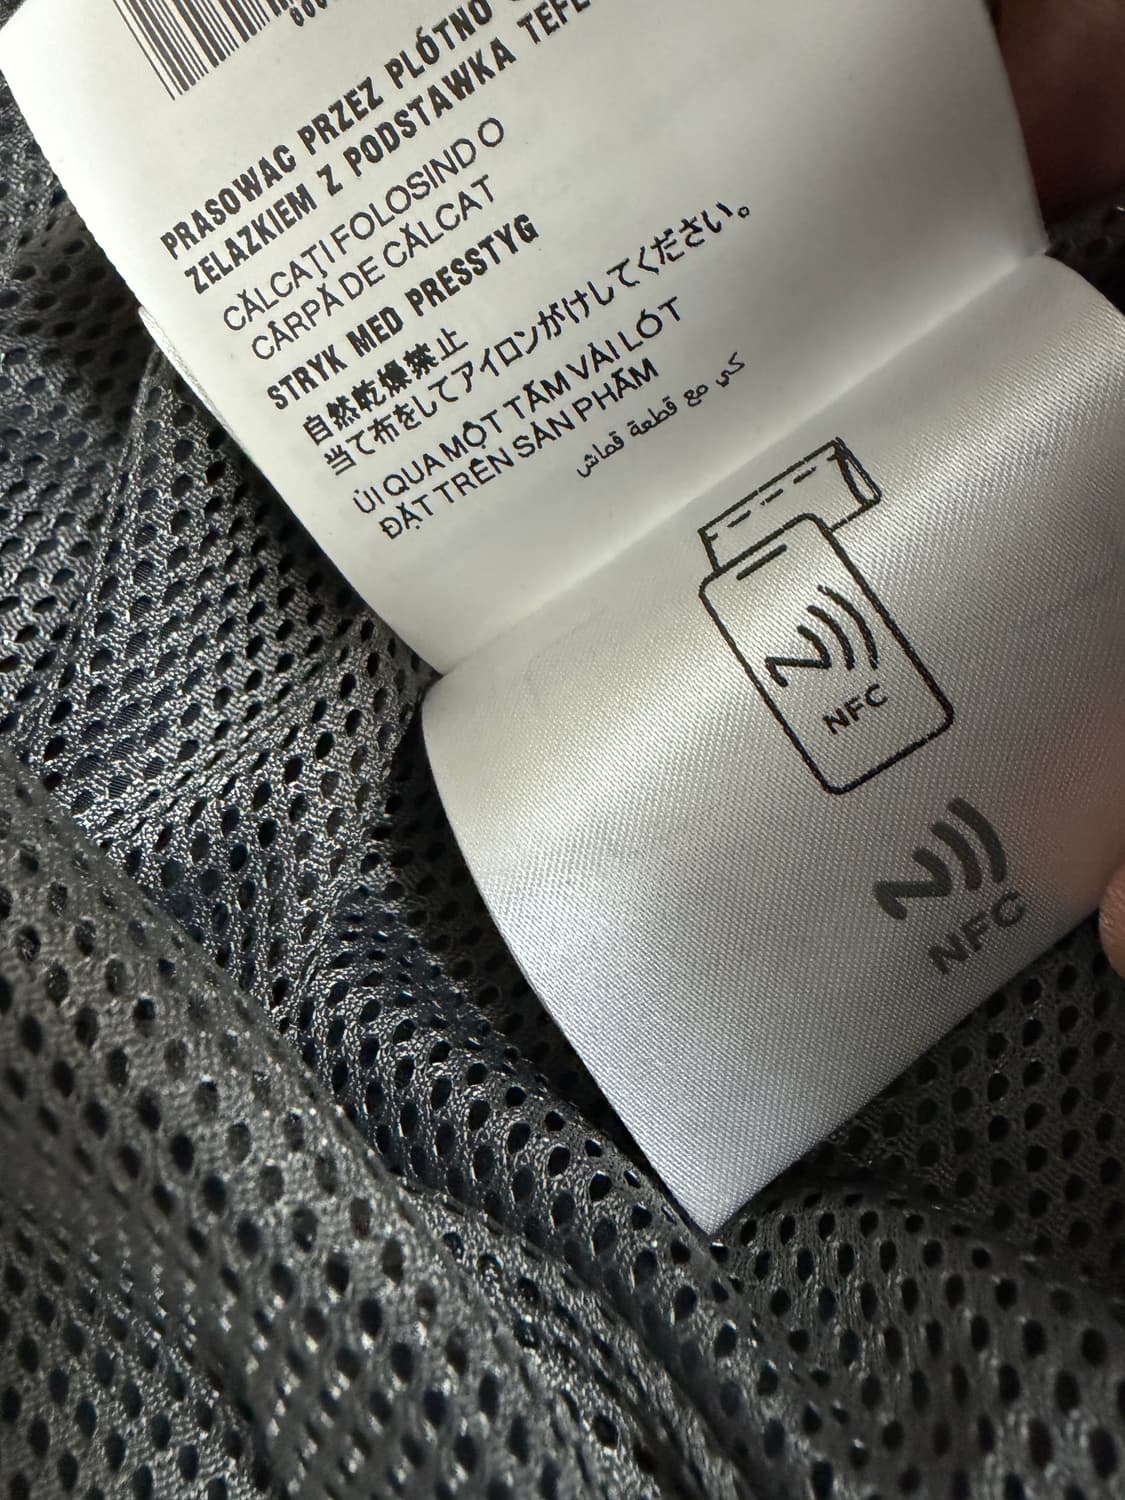 PRASOWAC PRZEZ PLÓTNO
ZELAZKIEM Z PODSTAWKA
CĂLCAȚI FOLOSIND O
CÂRPĂ DE CĂLCAT
STRYK MED PRESSTYG
自然乾燥禁止
当て布をしてアイロンがけしてください。
ỦI QUA MỘT TẤM VẢI LÓT
ĐẶT TRÊN SẢN PHẨM
كي مع قطعة قماش
NFC
NFC